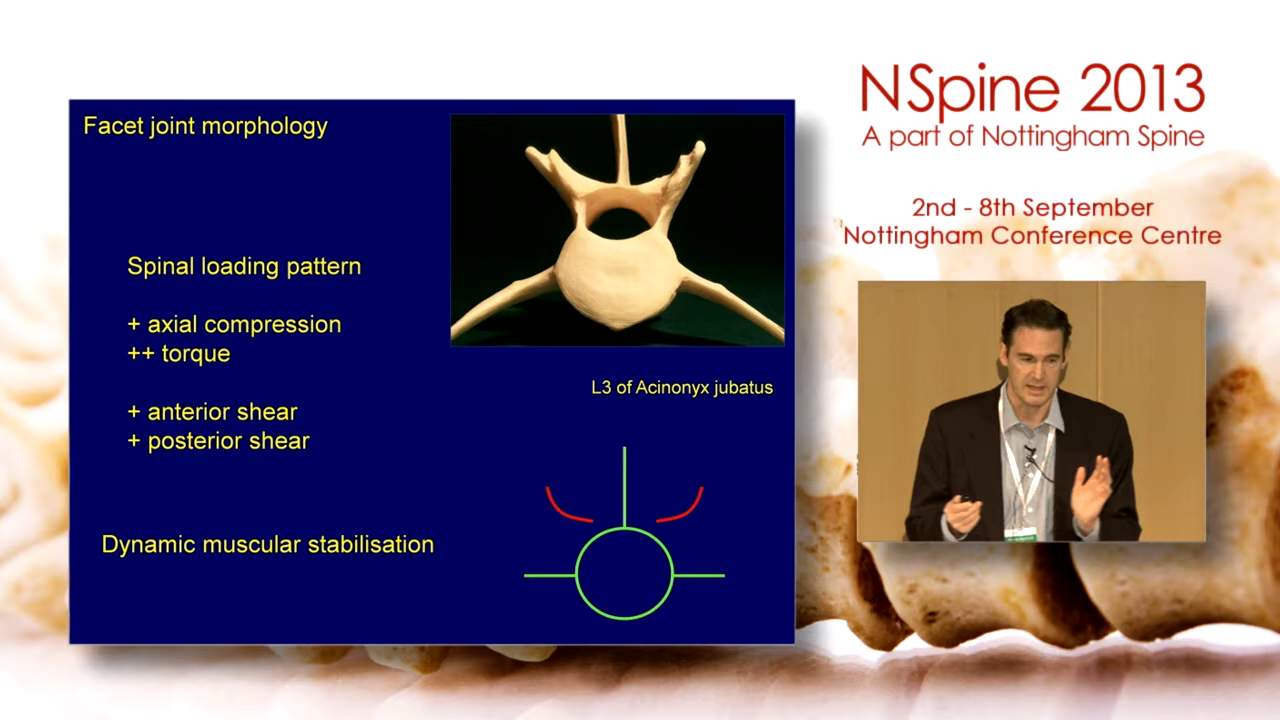 Facet joint morphology
Spinal loading pattern
+ axial compression
++ torque
+ anterior shear
+ posterior shear
Dynamic muscular stabilisation
L3 of Acinonyx jubatus
NSpine 2013
A part of Nottingham Spine
2nd - 8th September
Nottingham Conference Centre